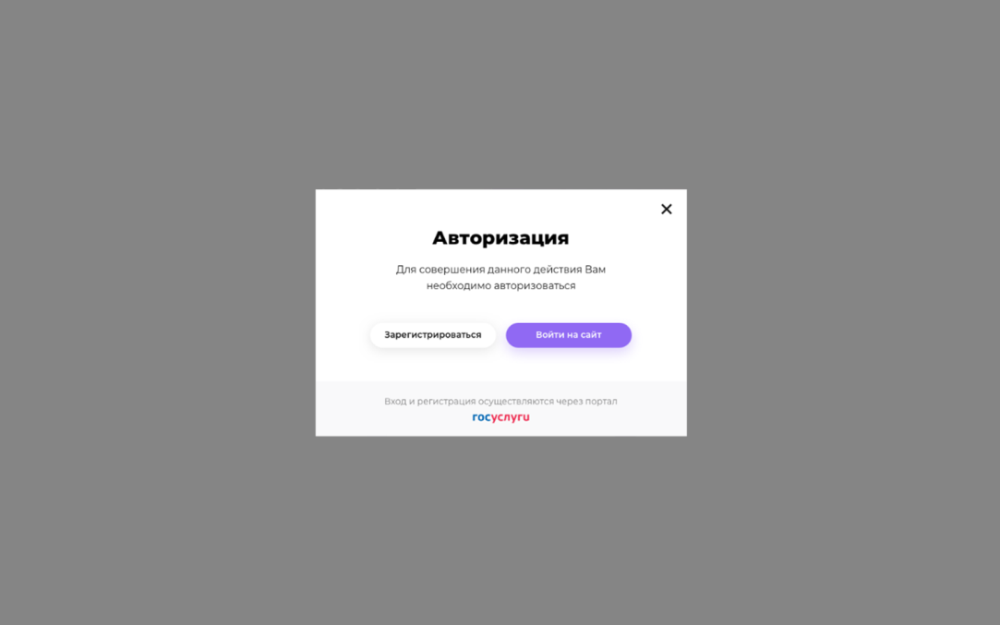 Авторизация
Для совершения данного действия Вам
необходимо авторизоваться
Зарегистрироваться
Войти на сайт
Вход и регистрация осуществляются через портал
госуслуги